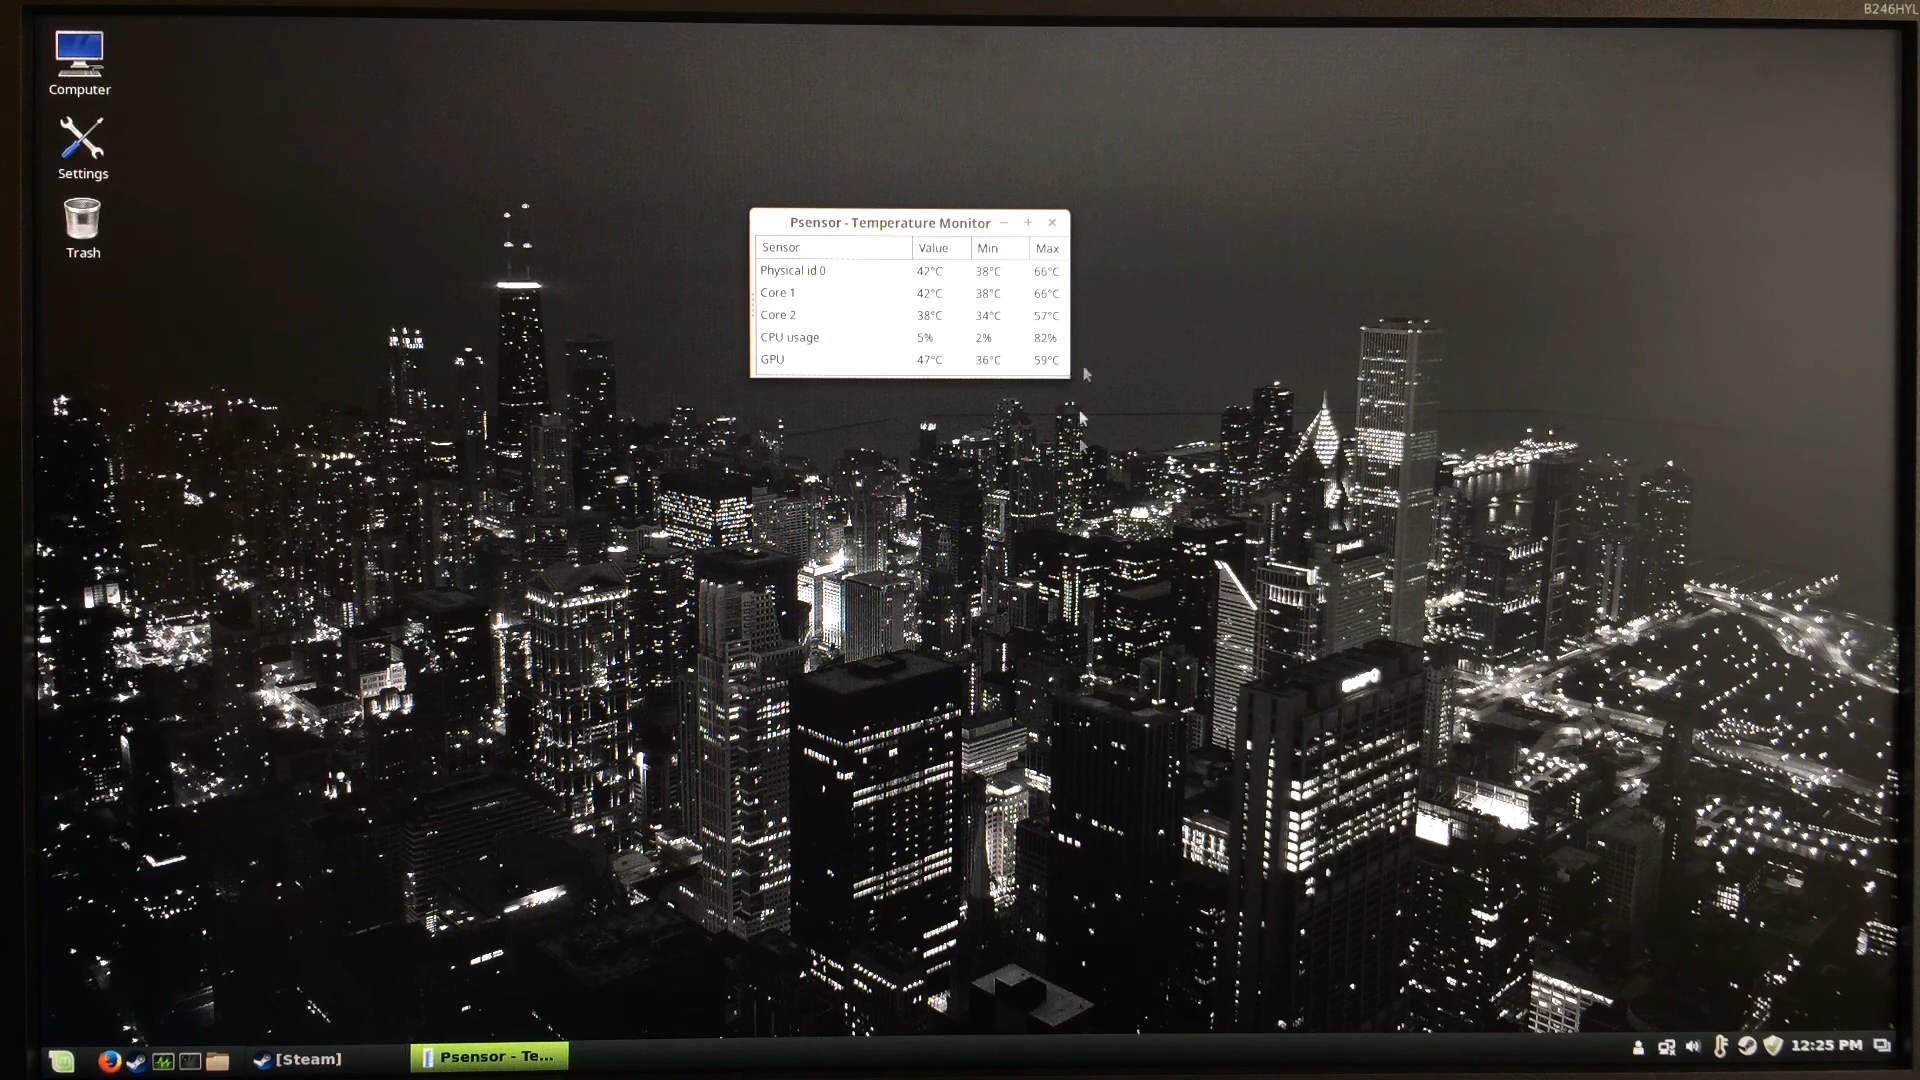 B246HYL
Computer
Settings
Trash
Psensor - Temperature Monitor
Sensor Value Min Max
Physical id 0 42°C 38°C 66°C
Core 1 42°C 38°C 66°C
Core 2 38°C 34°C 57°C
CPU usage 5% 2% 82%
GPU 47°C 36°C 59°C
[Steam]
Psensor - Te...
12:25 PM